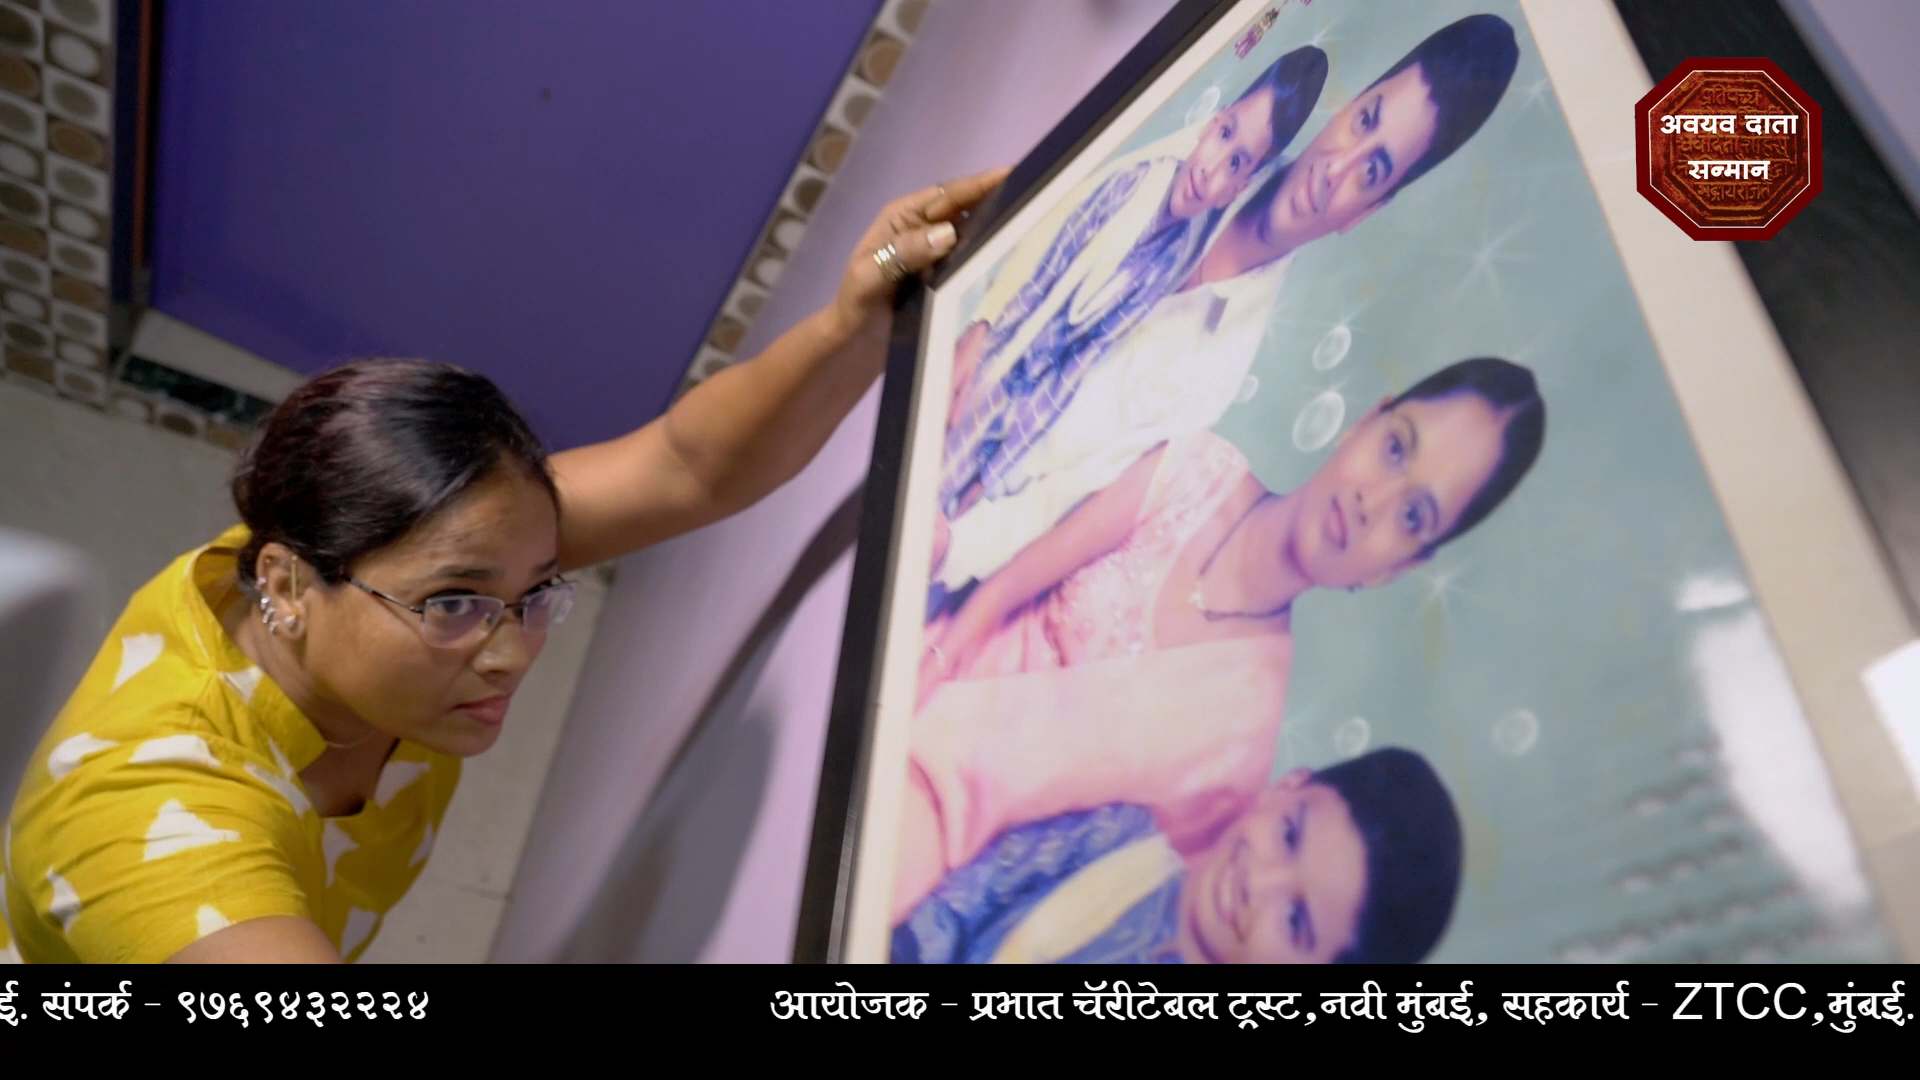 अवयव दाता
सन्मान
ई. संपर्क - ९७६९४३२२२४
आयोजक - प्रभात चॅरीटेबल ट्रस्ट,नवी मुंबई, सहकार्य - ZTCC,मुंबई.